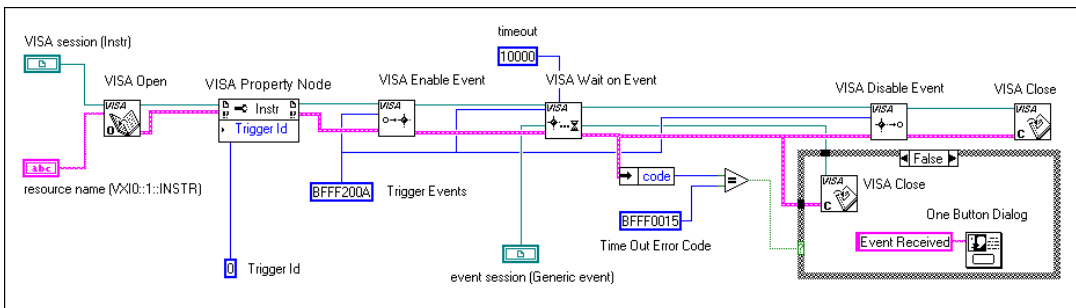 timeout
VISA session (Instr)
10000
VISA Open
VISA Property Node
VISA Enable Event
VISA Wait on Event
VISA Disable Event
VISA Close
VISA
Instr
VISA
VISA
VISA
VISA
Trigger Id
abc
resource name (VXI0::1::INSTR)
BFFF200A
Trigger Events
code
=
False
VISA
VISA Close
C
BFFF0015
Time Out Error Code
One Button Dialog
Event Received
?
0
Trigger Id
event session (Generic event)